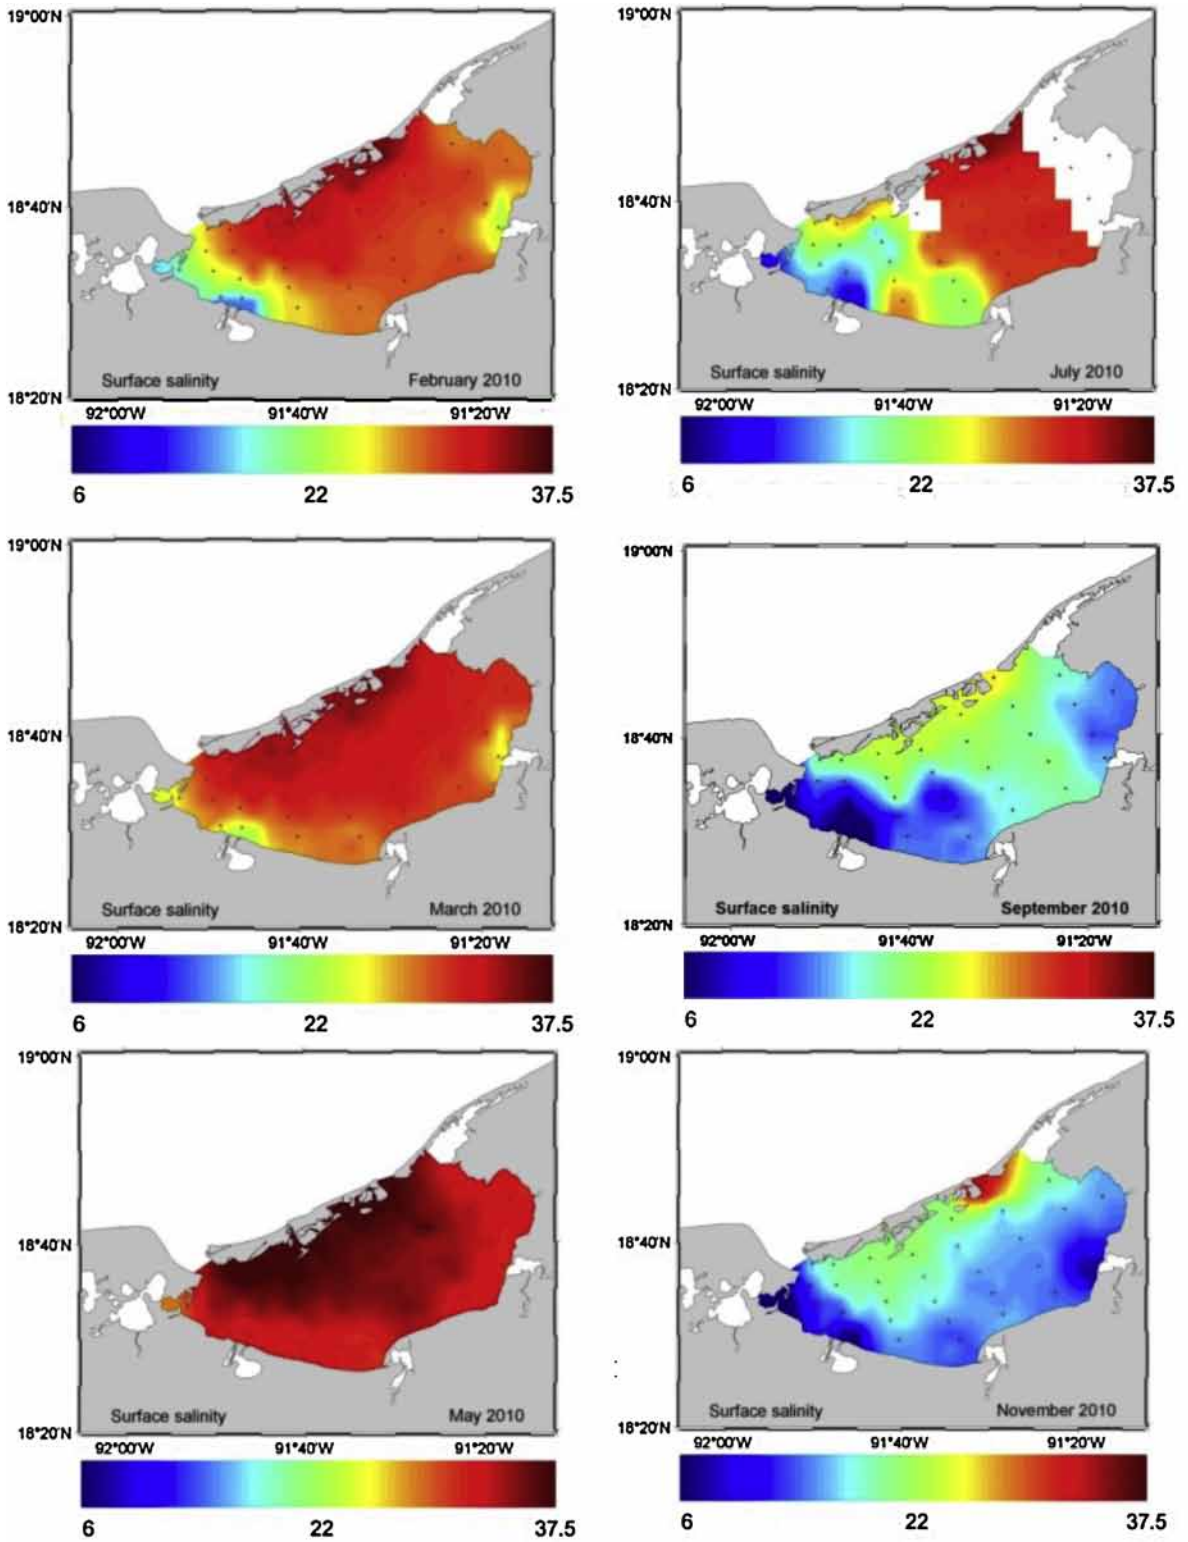 19°00'N
18°40'N
18°20'N
Surface salinity February 2010
92°00'W 91°40'W 91°20'W
6 22 37.5
19°00'N
18°40'N
18°20'N
Surface salinity July 2010
92°00'W 91°40'W 91°20'W
6 22 37.5
19°00'N
18°40'N
18°20'N
Surface salinity March 2010
92°00'W 91°40'W 91°20'W
6 22 37.5
19°00'N
18°40'N
18°20'N
Surface salinity September 2010
92°00'W 91°40'W 91°20'W
6 22 37.5
19°00'N
18°40'N
18°20'N
Surface salinity May 2010
92°00'W 91°40'W 91°20'W
6 22 37.5
19°00'N
18°40'N
18°20'N
Surface salinity November 2010
92°00'W 91°40'W 91°20'W
6 22 37.5